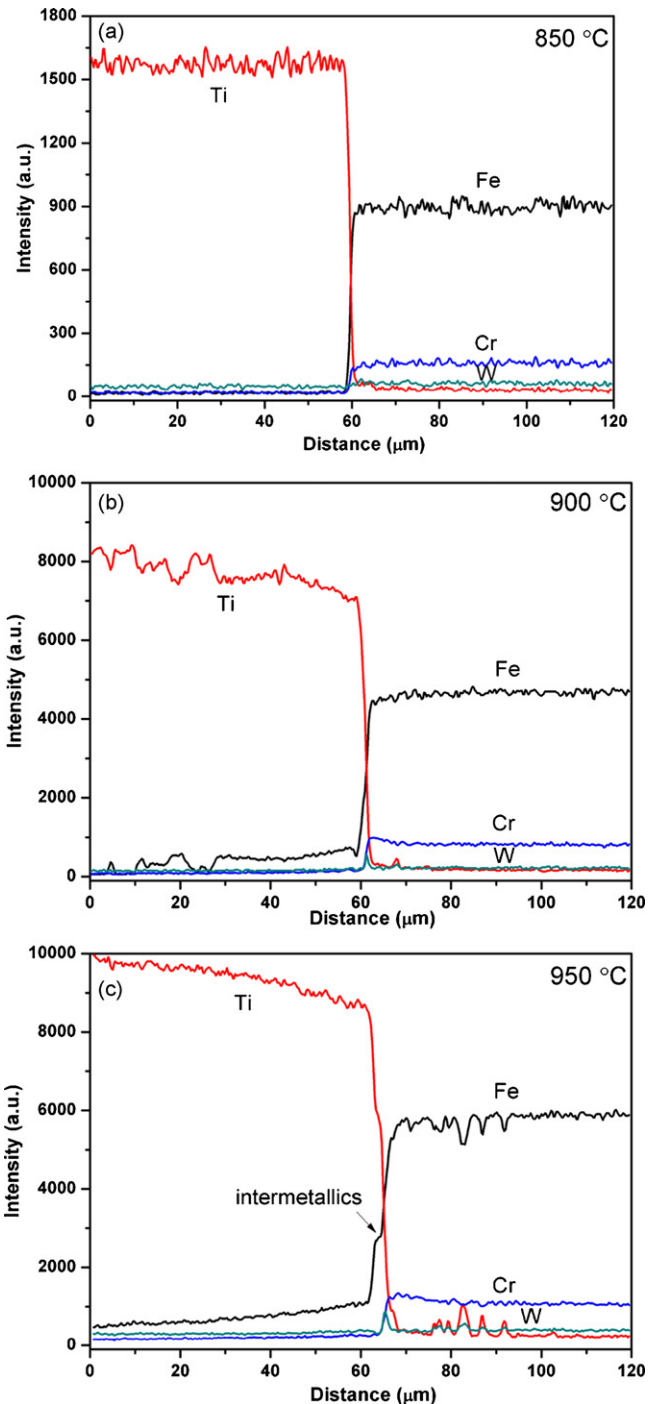 (a)
850 °C
1800
1500
1200
900
600
300
0
Ti
Fe
Cr
W
Intensity (a.u.)
0 20 40 60 80 100 120
Distance (μm)
(b)
900 °C
10000
8000
6000
4000
2000
0
Ti
Fe
Cr
W
Intensity (a.u.)
0 20 40 60 80 100 120
Distance (μm)
(c)
950 °C
10000
8000
6000
4000
2000
0
Ti
Fe
intermetallics
Cr
W
Intensity (a.u.)
0 20 40 60 80 100 120
Distance (μm)